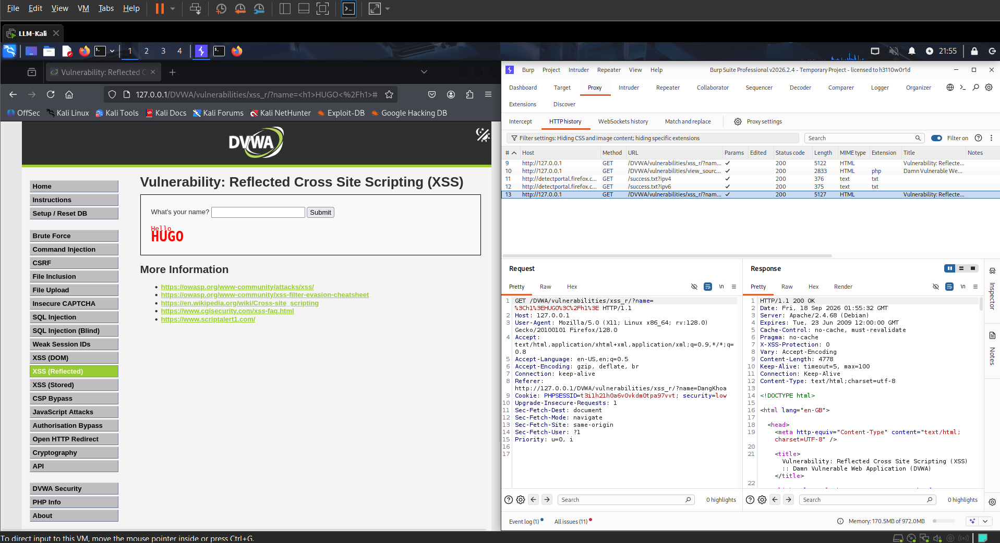 File Edit View VM Tabs Help
LLM-Kali
1 2 3 4
21:55
Vulnerability: Reflected C
127.0.0.1/DVWA/vulnerabilities/xss_r/?name=<h1>HUGO<%2Fh1>#
OffSec Kali Linux Kali Tools Kali Docs Kali Forums Kali NetHunter Exploit-DB Google Hacking DB
DVWA
Home
Instructions
Setup / Reset DB
Brute Force
Command Injection
CSRF
File Inclusion
File Upload
Insecure CAPTCHA
SQL Injection
SQL Injection (Blind)
Weak Session IDs
XSS (DOM)
XSS (Reflected)
XSS (Stored)
CSP Bypass
JavaScript Attacks
Authorisation Bypass
Open HTTP Redirect
Cryptography
API
DVWA Security
PHP Info
About
Vulnerability: Reflected Cross Site Scripting (XSS)
What's your name? Submit
Hello
HUGO
More Information
https://owasp.org/www-community/attacks/xss/
https://owasp.org/www-community/xss-filter-evasion-cheatsheet
https://en.wikipedia.org/wiki/Cross-site_scripting
https://www.cgisecurity.com/xss-faq.html
https://www.scriptalert1.com/
Burp Project Intruder Repeater View Help Burp Suite Professional v2026.2.4 - Temporary Project - licensed to h3110w0r1d
Dashboard Target Proxy Intruder Repeater Collaborator Sequencer Decoder Comparer Logger Organizer
Extensions Discover
Intercept HTTP history WebSockets history Match and replace Proxy settings
Filter settings: Hiding CSS and image content; hiding specific extensions Search Filter on
# Host Method URL Params Edited Status code Length MIME type Extension Title Notes
9 http://127.0.0.1 GET /DVWA/vulnerabilities/xss_r/?nam... ✓ 200 5122 HTML Vulnerability: Reflecte...
10 http://127.0.0.1 GET /DVWA/vulnerabilities/view_sourc... ✓ 200 2833 HTML php Damn Vulnerable We...
11 http://detectportal.firefox.c... GET /success.txt?ipv4 ✓ 200 376 text txt
12 http://detectportal.firefox.c... GET /success.txt?ipv6 ✓ 200 375 text txt
13 http://127.0.0.1 GET /DVWA/vulnerabilities/xss_r/?nam... ✓ 200 5127 HTML Vulnerability: Reflecte...
Request
Pretty Raw Hex \n
1 GET /DVWA/vulnerabilities/xss_r/?name=
%3Ch1%3EHUGO%3C%2Fh1%3E HTTP/1.1
2 Host: 127.0.0.1
3 User-Agent: Mozilla/5.0 (X11; Linux x86_64; rv:128.0)
Gecko/20100101 Firefox/128.0
4 Accept:
text/html,application/xhtml+xml,application/xml;q=0.9,*/*;q=
0.8
5 Accept-Language: en-US,en;q=0.5
6 Accept-Encoding: gzip, deflate, br
7 Connection: keep-alive
8 Referer:
http://127.0.0.1/DVWA/vulnerabilities/xss_r/?name=DangKhoa
9 Cookie: PHPSESSID=t3i1h21h0a6v0vkdm0tpa97vvt; security=low
10 Upgrade-Insecure-Requests: 1
11 Sec-Fetch-Dest: document
12 Sec-Fetch-Mode: navigate
13 Sec-Fetch-Site: same-origin
14 Sec-Fetch-User: ?1
15 Priority: u=0, i
16
17
Search 0 highlights
Response
Pretty Raw Hex Render \n
1 HTTP/1.1 200 OK
2 Date: Fri, 18 Sep 2026 01:55:32 GMT
3 Server: Apache/2.4.68 (Debian)
4 Expires: Tue, 23 Jun 2009 12:00:00 GMT
5 Cache-Control: no-cache, must-revalidate
6 Pragma: no-cache
7 X-XSS-Protection: 0
8 Vary: Accept-Encoding
9 Content-Length: 4778
10 Keep-Alive: timeout=5, max=100
11 Connection: Keep-Alive
12 Content-Type: text/html;charset=utf-8
13
14 <!DOCTYPE html>
15
16 <html lang="en-GB">
17
18 <head>
19 <meta http-equiv="Content-Type" content="text/html;
charset=UTF-8" />
20
21 <title>
Vulnerability: Reflected Cross Site Scripting (XSS)
:: Damn Vulnerable Web Application (DVWA)
</title>
22
Search 0 highlights
Inspector
Notes
Event log (1) All issues (11) Memory: 170.5MB of 972.0MB
To direct input to this VM, move the mouse pointer inside or press Ctrl+G.